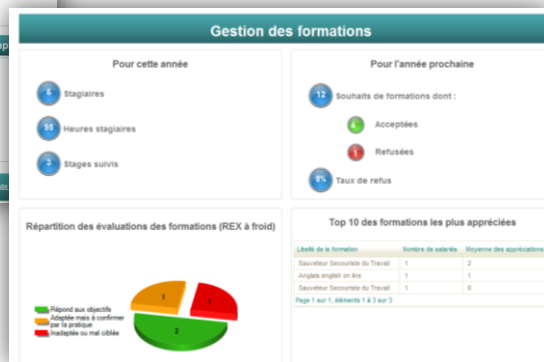 Gestion des formations
Pour cette année
6 Stagiaires
Heures stagiaires
3 Stages suivis
Pour l'année prochaine
12 Souhaits de formations dont :
4 Acceptées
1 Refusées
8% Taux de refus
Répartition des évaluations des formations (REX à froid)
1
1
2
Répond aux objectifs
Adaptée mais à confirmer
par la pratique
Inadaptée ou mal ciblée
Top 10 des formations les plus appréciées
Libellé de la formation Nombre de salariés Moyenne des appréciations
Sauveteur Secouriste du Travail 1 2
Anglais english on line 1 1
Sauveteur Secouriste du Travail 1 0
Page 1 sur 1, éléments 1 à 3 sur 3